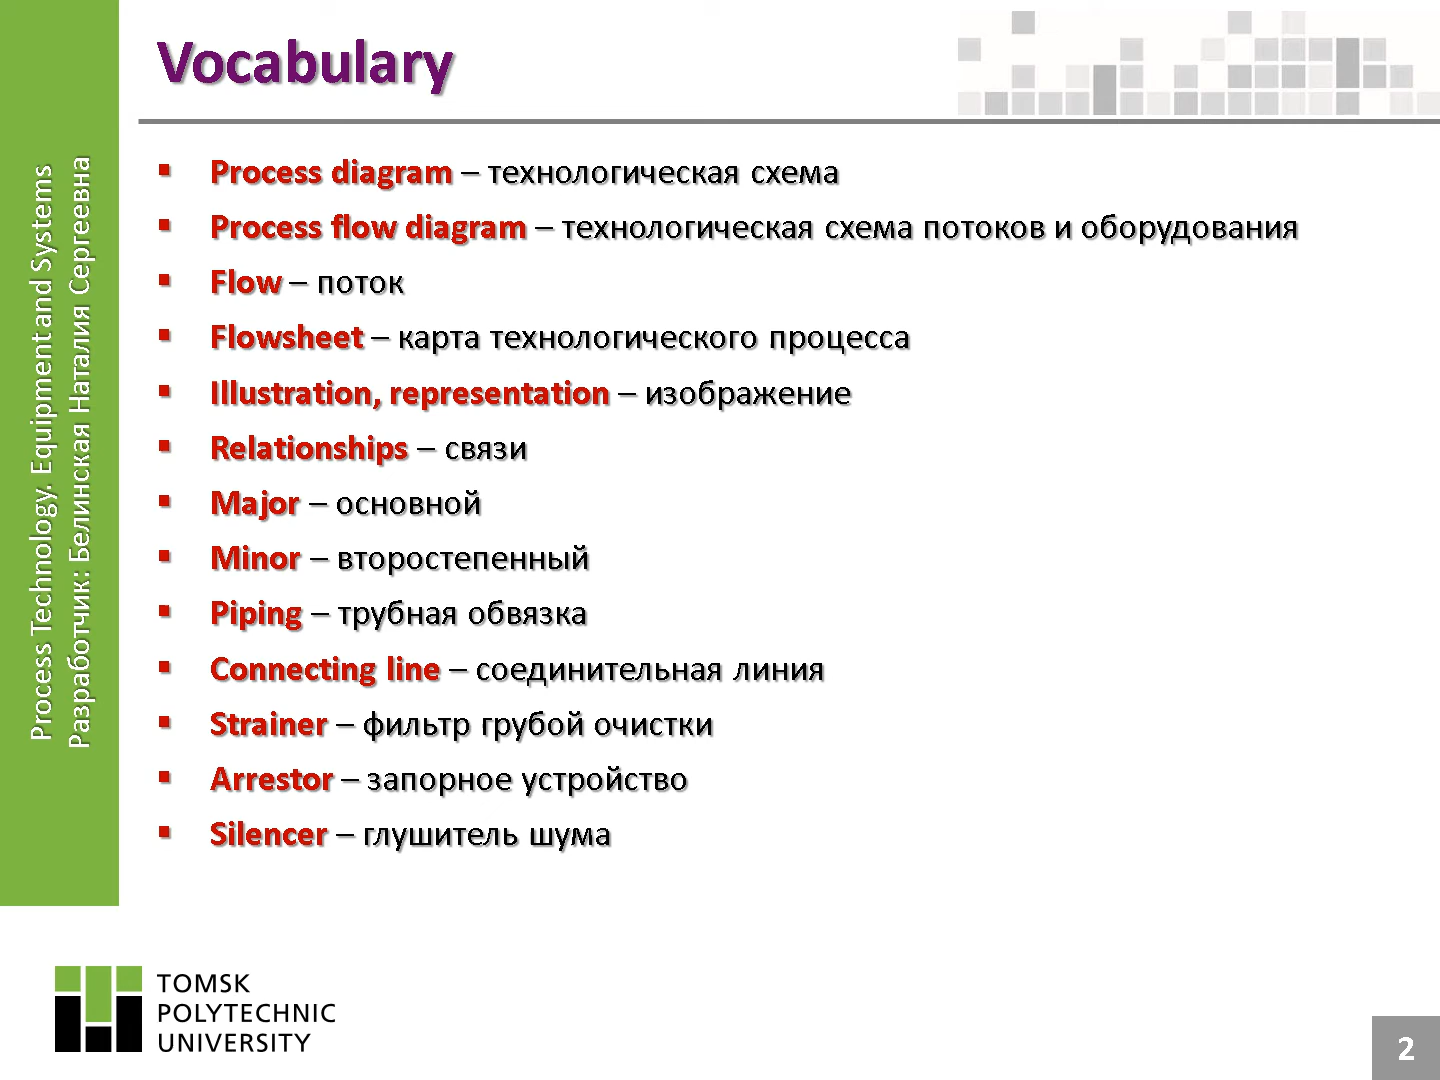 Vocabulary
Process Technology. Equipment and Systems
Разработчик: Белинская Наталия Сергеевна
▪ Process diagram – технологическая схема
▪ Process flow diagram – технологическая схема потоков и оборудования
▪ Flow – поток
▪ Flowsheet – карта технологического процесса
▪ Illustration, representation – изображение
▪ Relationships – связи
▪ Major – основной
▪ Minor – второстепенный
▪ Piping – трубная обвязка
▪ Connecting line – соединительная линия
▪ Strainer – фильтр грубой очистки
▪ Arrestor – запорное устройство
▪ Silencer – глушитель шума
TOMSK
POLYTECHNIC
UNIVERSITY
2